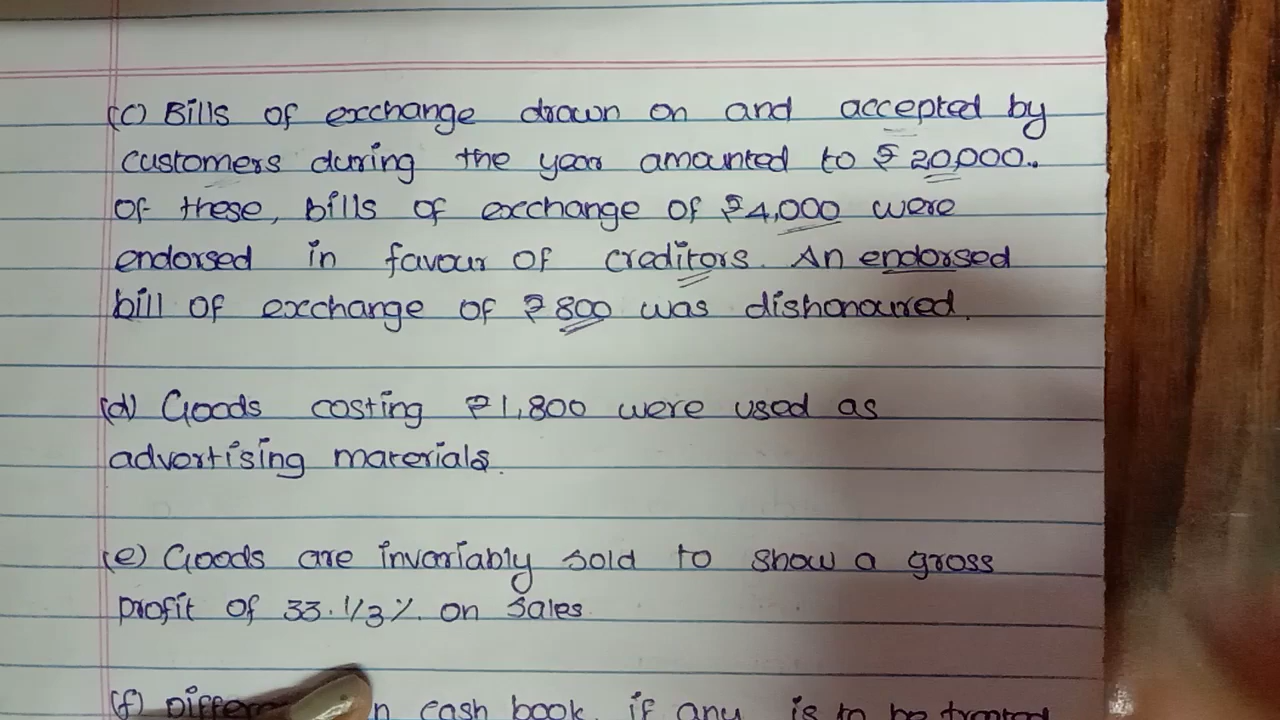 (c) Bills of exchange drawn on and accepted by
customers during the year amounted to ₹ 20,000.
Of these, bills of exchange of ₹4,000 were
endorsed in favour of creditors. An endorsed
bill of exchange of ₹ 800 was dishonoured.
(d) Goods costing ₹1,800 were used as
advertising materials.
(e) Goods are invariably sold to show a gross
profit of 33.1/3% on sales
(f) cash book, if any is to be treated